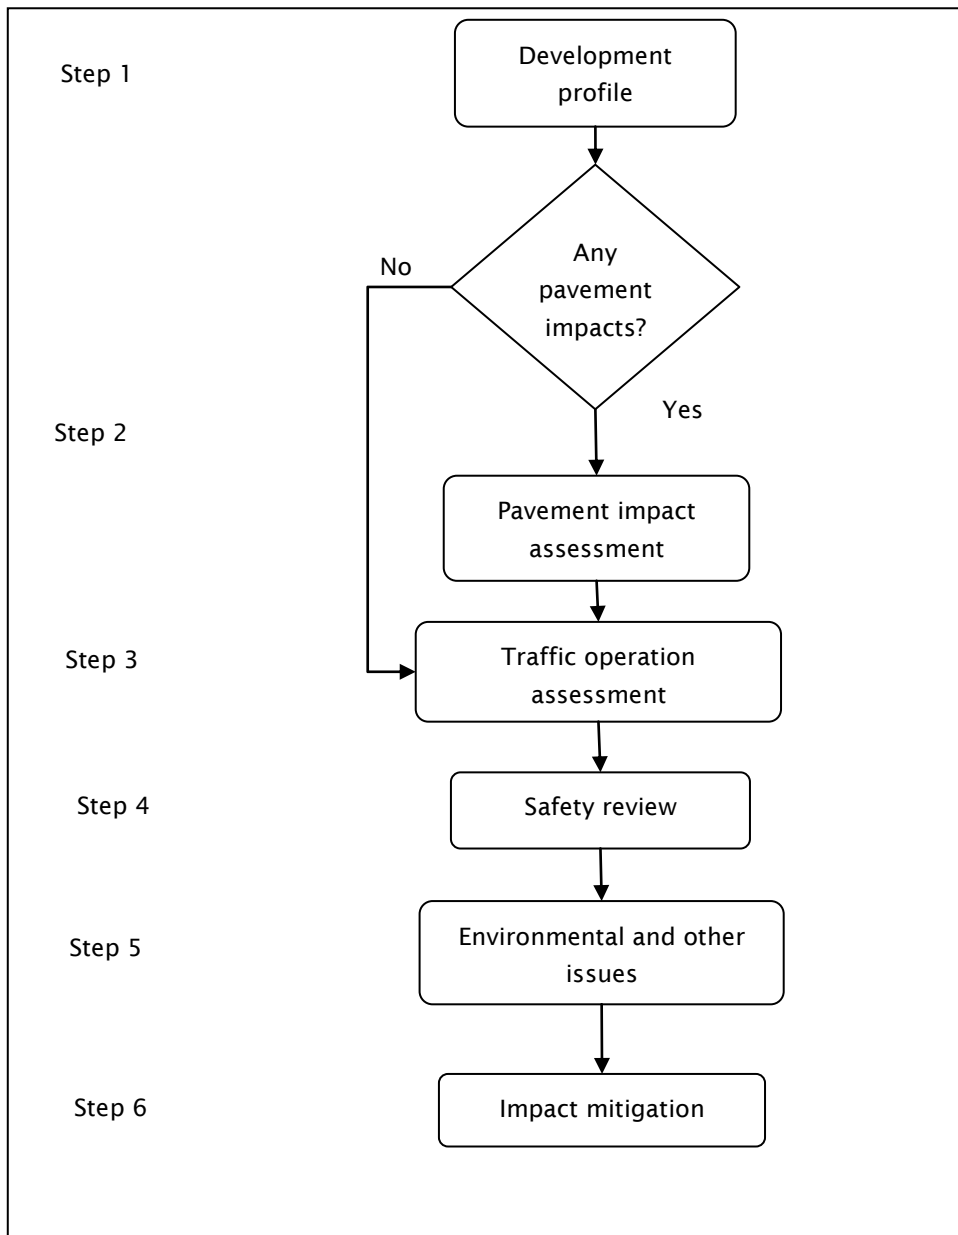 Step 1
Development
profile
No
Any
pavement
impacts?
Yes
Step 2
Pavement impact
assessment
Step 3
Traffic operation
assessment
Step 4
Safety review
Step 5
Environmental and other
issues
Step 6
Impact mitigation